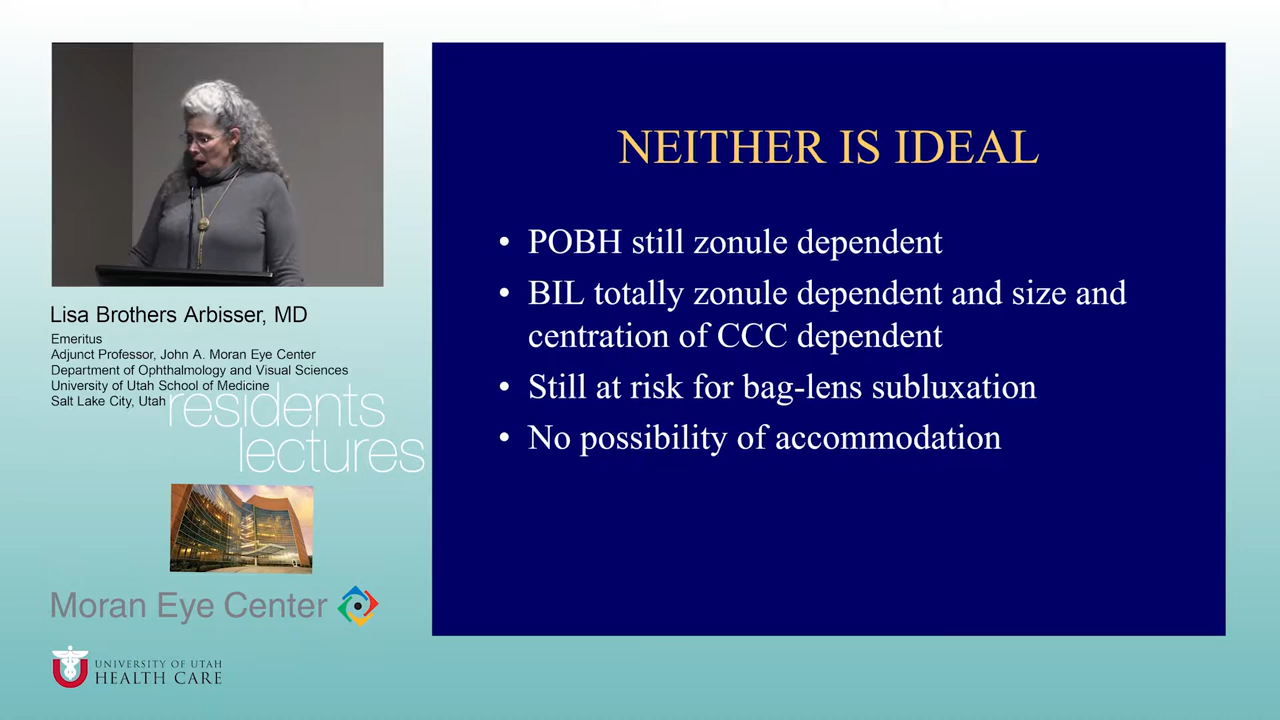 Lisa Brothers Arbisser, MD
Emeritus
Adjunct Professor, John A. Moran Eye Center
Department of Ophthalmology and Visual Sciences
University of Utah School of Medicine
Salt Lake City, Utah
residents
lectures
Moran Eye Center
UNIVERSITY OF UTAH
HEALTH CARE
NEITHER IS IDEAL
• POBH still zonule dependent
• BIL totally zonule dependent and size and
centration of CCC dependent
• Still at risk for bag-lens subluxation
• No possibility of accommodation